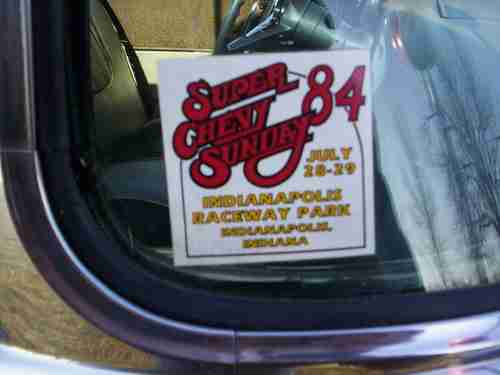 SUPER 84
CHEVY
SUNDAY
JULY
28-29
INDIANAPOLIS
RACEWAY PARK
INDIANAPOLIS,
INDIANA